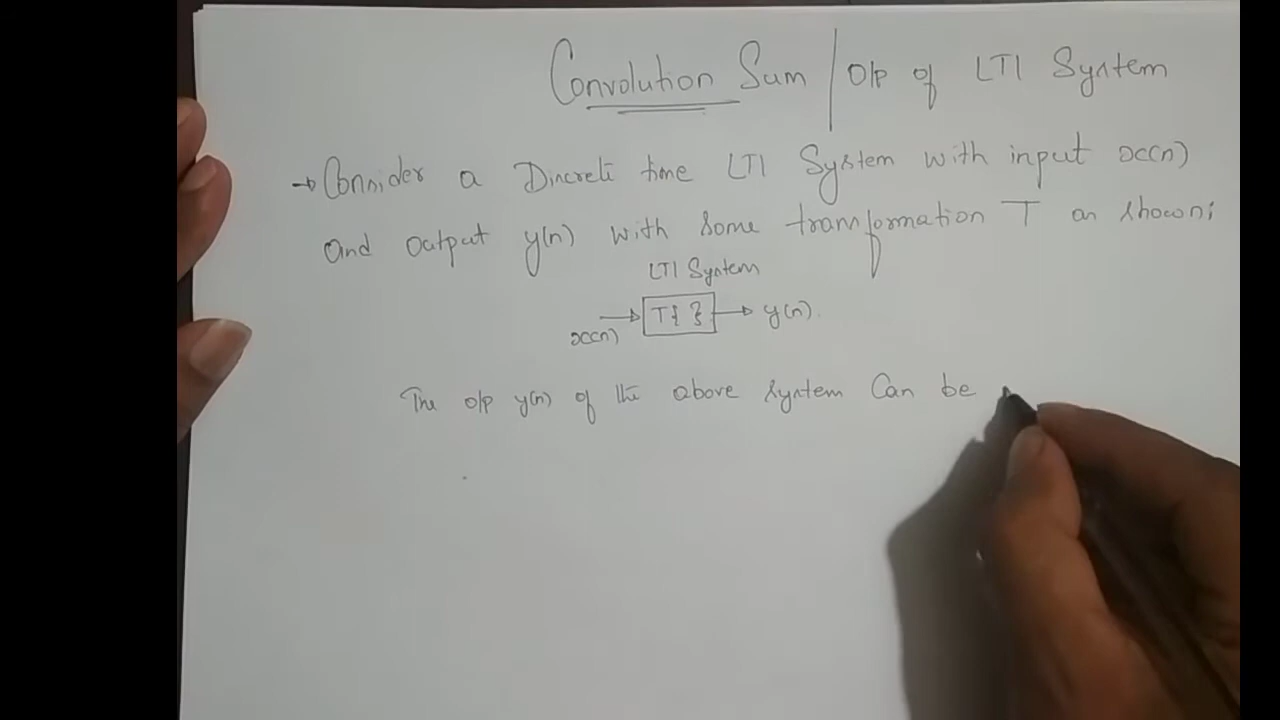 Convolution Sum / O/p of LTI System
→ Consider a Discrete time LTI System with input x(n)
and output y(n) with some transformation T as shown;
LTI System
x(n) → T{ } → y(n).
The o/p y(n) of the above system Can be